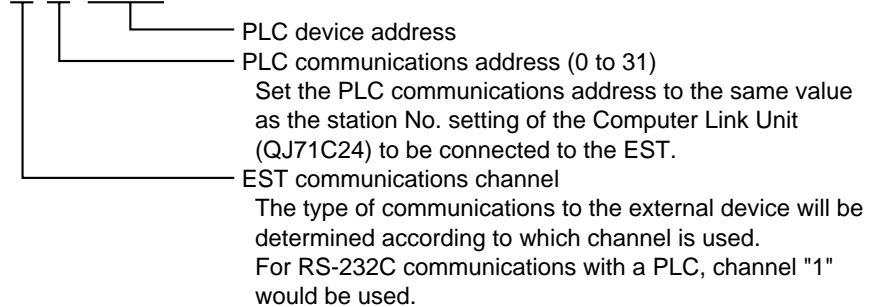 PLC device address
PLC communications address (0 to 31)
Set the PLC communications address to the same value
as the station No. setting of the Computer Link Unit
(QJ71C24) to be connected to the EST.
EST communications channel
The type of communications to the external device will be
determined according to which channel is used.
For RS-232C communications with a PLC, channel "1"
would be used.